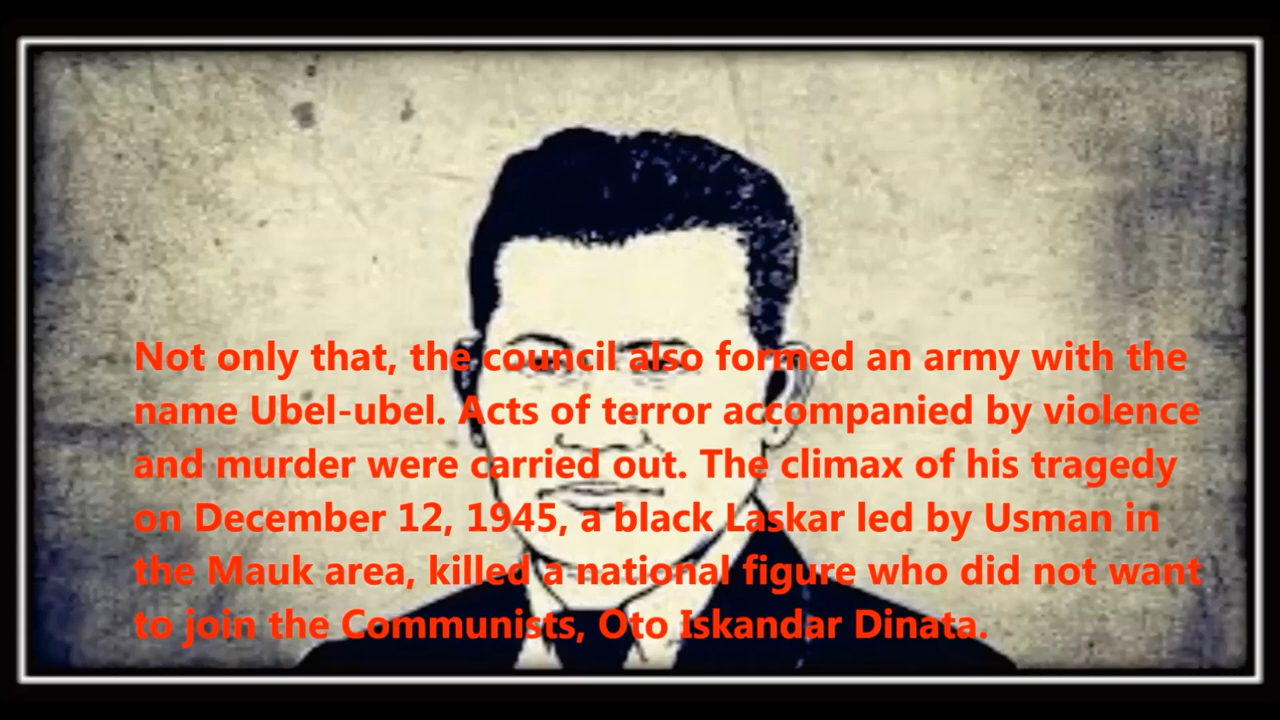 Not only that, the council also formed an army with the
name Ubel-ubel. Acts of terror accompanied by violence
and murder were carried out. The climax of his tragedy
on December 12, 1945, a black Laskar led by Usman in
the Mauk area, killed a national figure who did not want
to join the Communists, Oto Iskandar Dinata.